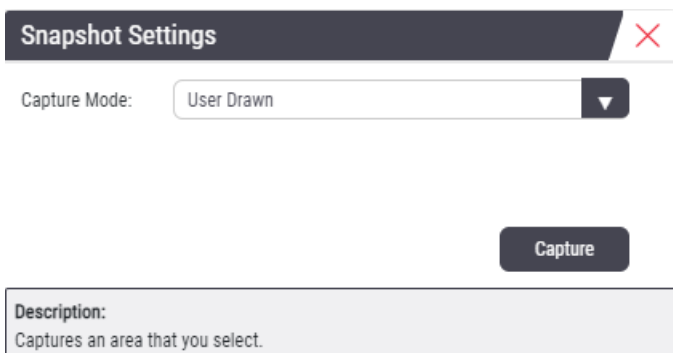 Snapshot Settings
Capture Mode: User Drawn
Capture
Description:
Captures an area that you select.